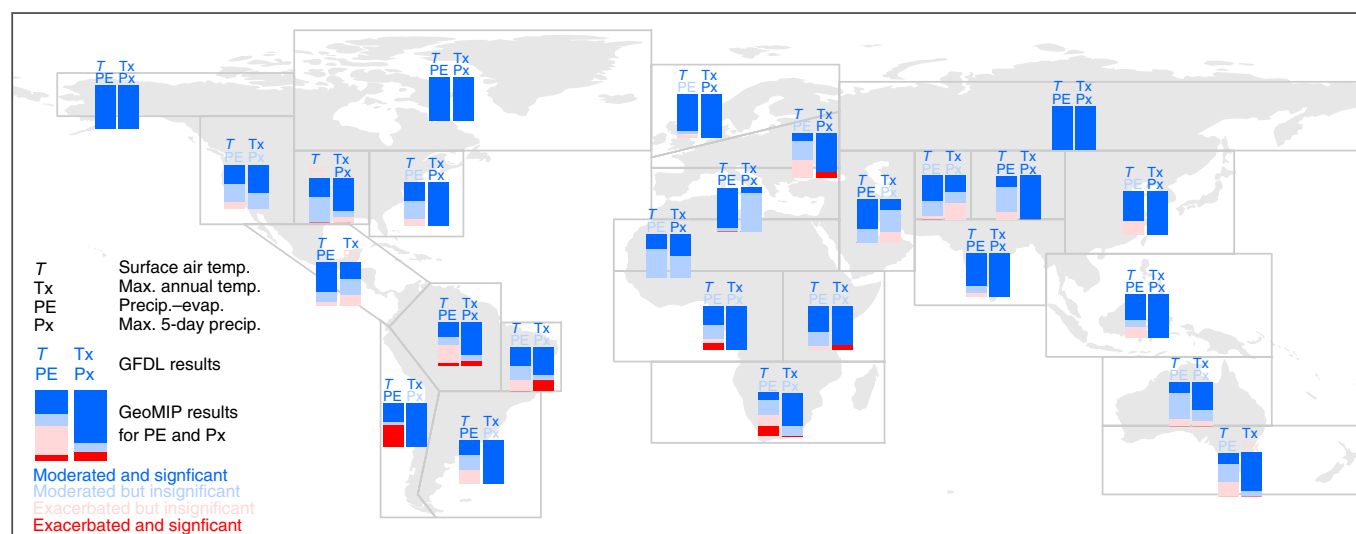 T Tx
PE Px
T Tx
PE Px
T Tx
PE Px
T Tx
PE Px
T Tx
PE Px
T Tx
PE Px
T Tx
PE Px
T Tx
PE Px
T Tx
PE Px
T Tx
PE Px
T Tx
PE Px
T Tx
PE Px
T Tx
PE Px
T Tx
PE Px
T Tx
PE Px
T Tx
PE Px
T Tx
PE Px
T Tx
PE Px
T Tx
PE Px
T Tx
PE Px
T Tx
PE Px
T Tx
PE Px
T Tx
PE Px
T Tx
PE Px
T Tx
PE Px
T Tx
PE Px
T Surface air temp.
Tx Max. annual temp.
PE Precip.–evap.
Px Max. 5-day precip.
T Tx
PE Px
GFDL results
GeoMIP results
for PE and Px
Moderated and signficant
Moderated but insignificant
Exacerbated but insignificant
Exacerbated and signficant